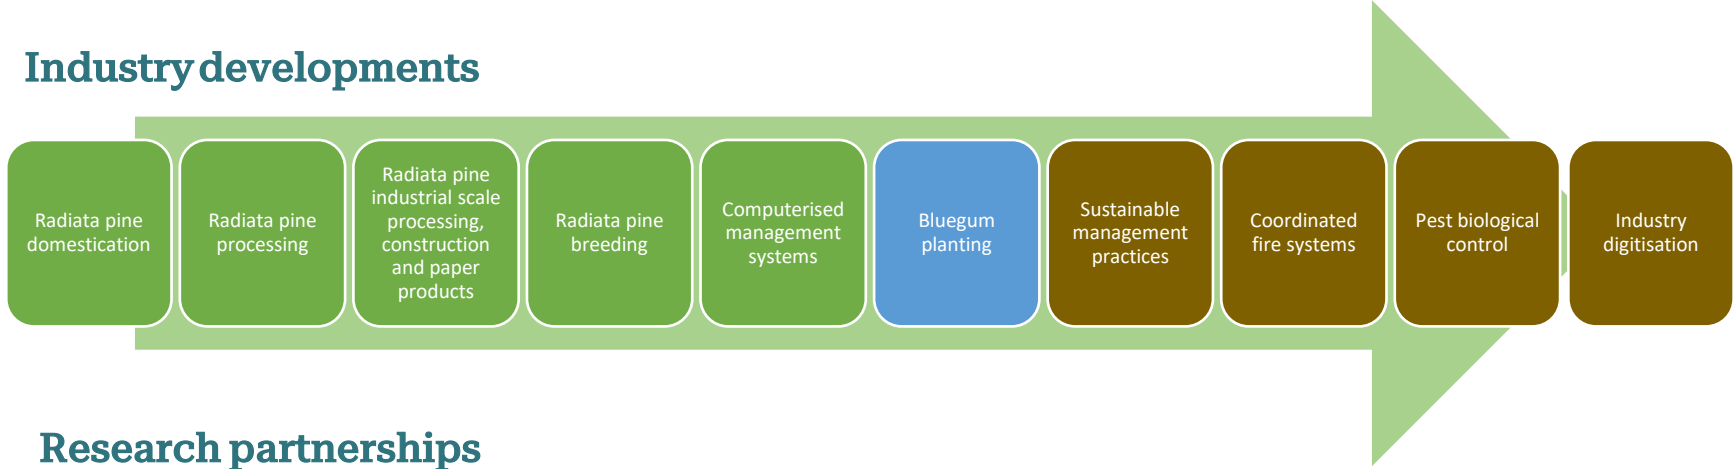 Industry developments
Radiata pine
domestication
Radiata pine
processing
Radiata pine
industrial scale
processing,
construction
and paper
products
Radiata pine
breeding
Computerised
management
systems
Bluegum
planting
Sustainable
management
practices
Coordinated
fire systems
Pest biological
control
Industry
digitisation
Research partnerships